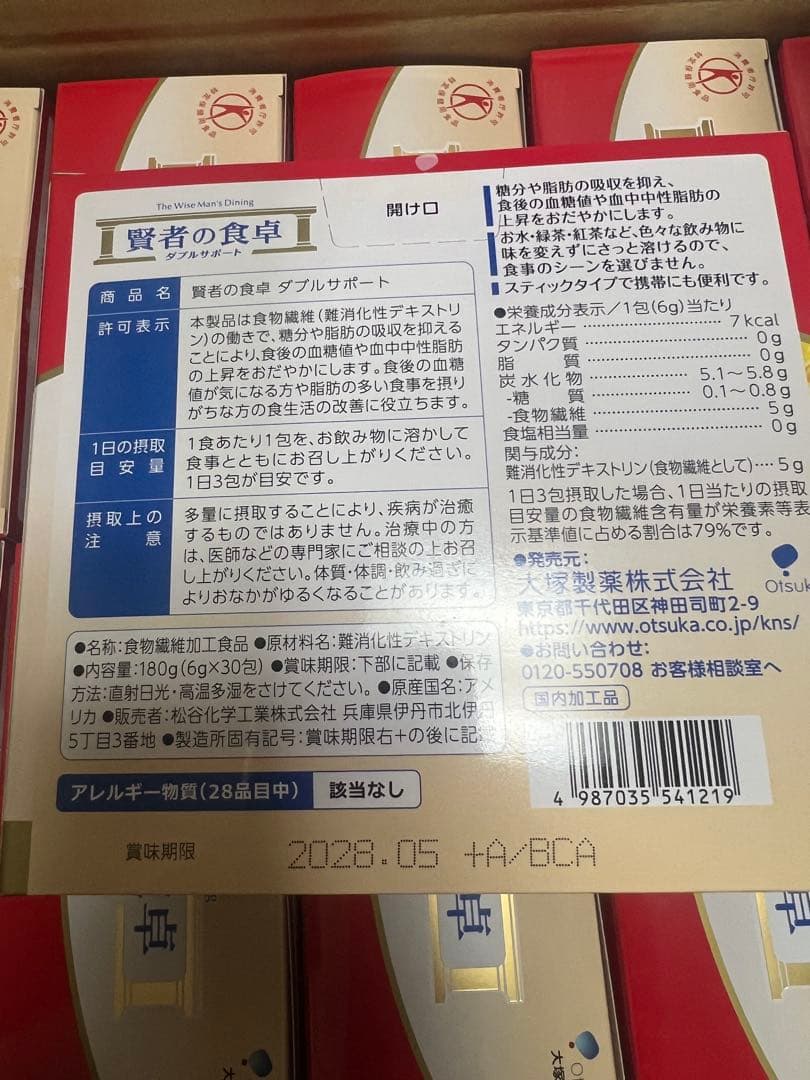 The Wise Man's Dining
賢者の食卓
ダブルサポート
開け口
商品名 賢者の食卓 ダブルサポート
許可表示 本製品は食物繊維(難消化性デキストリ
ン)の働きで、糖分や脂肪の吸収を抑える
ことにより、食後の血糖値や血中中性脂肪
の上昇をおだやかにします。食後の血糖
値が気になる方や脂肪の多い食事を摂り
がちな方の食生活の改善に役立ちます。
1日の摂取目安量 1食あたり1包を、お飲み物に溶かして
食事とともにお召し上がりください。
1日3包が目安です。
摂取上の注意 多量に摂取することにより、疾病が治癒
するものではありません。治療中の方
は、医師などの専門家にご相談の上お召
し上がりください。体質・体調・飲み過ぎに
よりおなかがゆるくなることがあります。
●名称:食物繊維加工食品 ●原材料名:難消化性デキストリン
●内容量:180g(6g×30包) ●賞味期限:下部に記載 ●保存
方法:直射日光・高温多湿をさけてください。 ●原産国名:アメ
リカ ●販売者:松谷化学工業株式会社 兵庫県伊丹市北伊丹
5丁目3番地 ●製造所固有記号:賞味期限右+の後に記
アレルギー物質(28品目中) 該当なし
賞味期限 2028.05 +A/BCA
糖分や脂肪の吸収を抑え、
食後の血糖値や血中中性脂肪の
上昇をおだやかにします。
お水・緑茶・紅茶など、色々な飲み物に
味を変えずにさっと溶けるので、
食事のシーンを選びません。
スティックタイプで携帯にも便利です。
●栄養成分表示/1包(6g)当たり
エネルギー 7kcal
タンパク質 0g
脂質 0g
炭水化物 5.1〜5.8g
-糖質 0.1〜0.8g
-食物繊維 5g
食塩相当量 0g
関与成分:
難消化性デキストリン(食物繊維として)…5g
1日3包摂取した場合、1日当たりの摂取
目安量の食物繊維含有量が栄養素等表
示基準値に占める割合は79%です。
●発売元:
大塚製薬株式会社
東京都千代田区神田司町2-9
https://www.otsuka.co.jp/kns/
●お問い合わせ:
0120-550708 お客様相談室へ
国内加工品
Otsuk
4 987035 541219
卓
卓
大塚